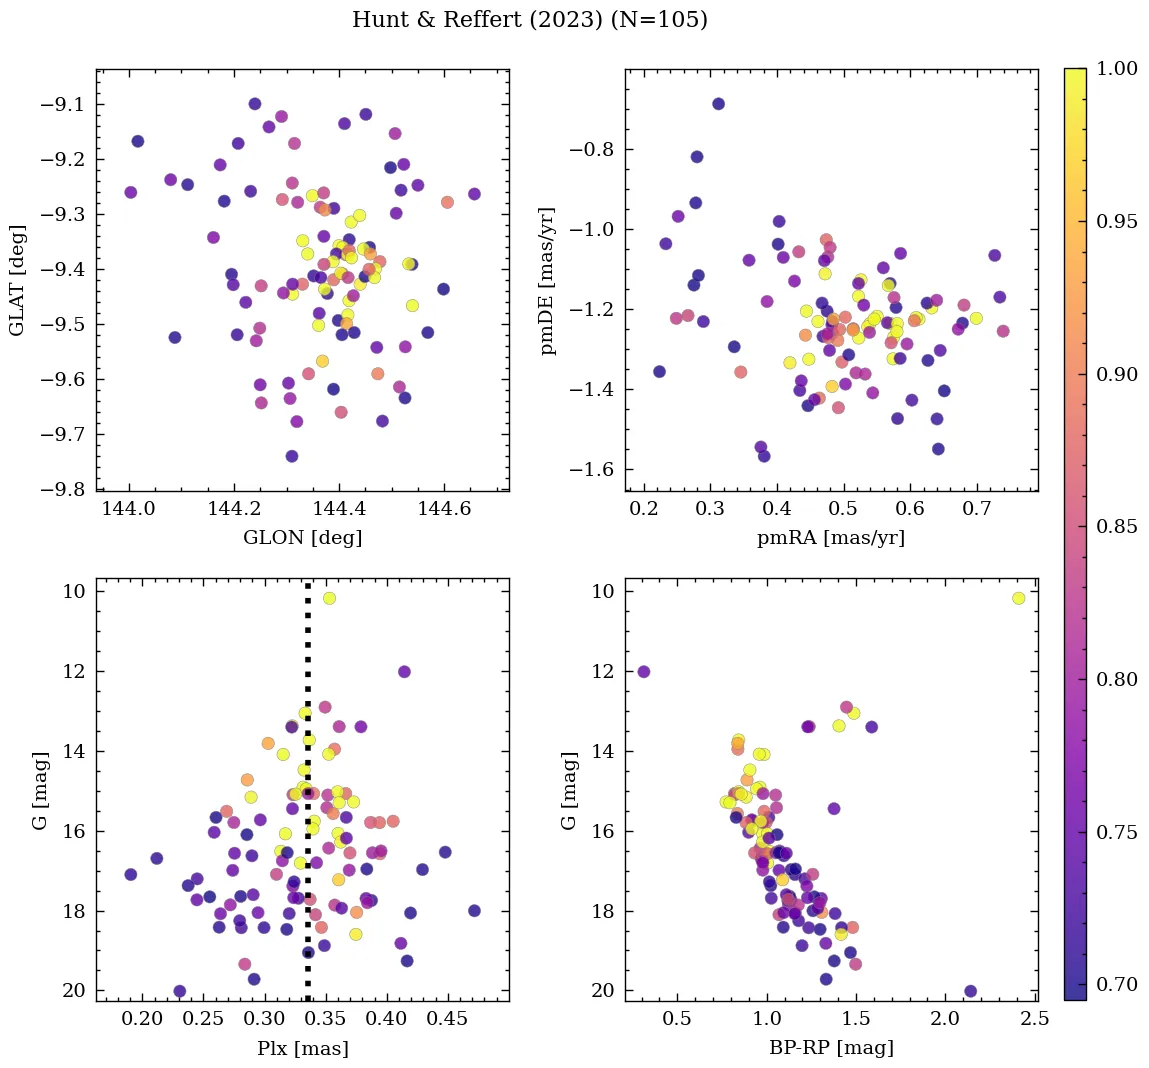 Hunt & Reffert (2023) (N=105)
−9.1
−9.2
−9.3
−9.4
−9.5
−9.6
−9.7
−9.8
GLAT [deg]
144.0 144.2 144.4 144.6
GLON [deg]
−0.8
−1.0
−1.2
−1.4
−1.6
pmDE [mas/yr]
0.2 0.3 0.4 0.5 0.6 0.7
pmRA [mas/yr]
10
12
14
16
18
20
G [mag]
0.20 0.25 0.30 0.35 0.40 0.45
Plx [mas]
10
12
14
16
18
20
G [mag]
0.5 1.0 1.5 2.0 2.5
BP-RP [mag]
1.00
0.95
0.90
0.85
0.80
0.75
0.70